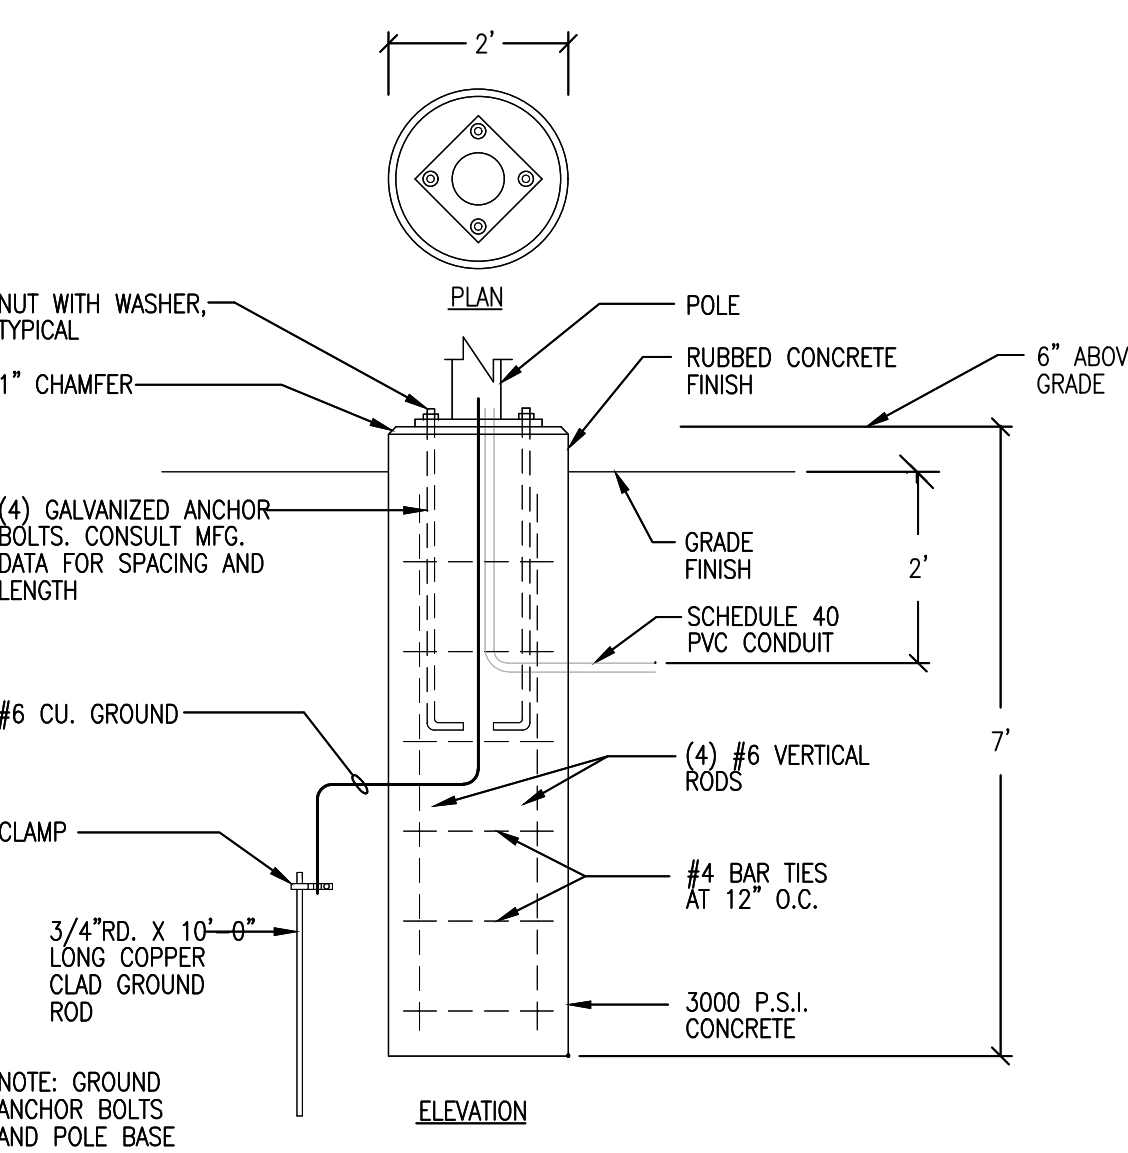 2'
PLAN
NUT WITH WASHER,
TYPICAL
1" CHAMFER
(4) GALVANIZED ANCHOR
BOLTS. CONSULT MFG.
DATA FOR SPACING AND
LENGTH
#6 CU. GROUND
CLAMP
3/4"RD. X 10'-0"
LONG COPPER
CLAD GROUND
ROD
NOTE: GROUND
ANCHOR BOLTS
AND POLE BASE
POLE
RUBBED CONCRETE
FINISH
6" ABOV
GRADE
GRADE
FINISH
2'
SCHEDULE 40
PVC CONDUIT
7'
(4) #6 VERTICAL
RODS
#4 BAR TIES
AT 12" O.C.
3000 P.S.I.
CONCRETE
ELEVATION